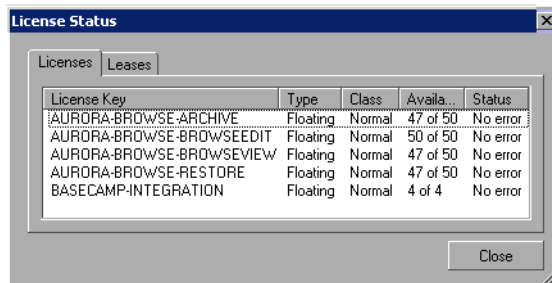 License Status
Licenses Leases
License Key Type Class Availa... Status
AURORA-BROWSE-ARCHIVE Floating Normal 47 of 50 No error
AURORA-BROWSE-BROWSEEDIT Floating Normal 50 of 50 No error
AURORA-BROWSE-BROWSEVIEW Floating Normal 47 of 50 No error
AURORA-BROWSE-RESTORE Floating Normal 47 of 50 No error
BASECAMP-INTEGRATION Floating Normal 4 of 4 No error
Close